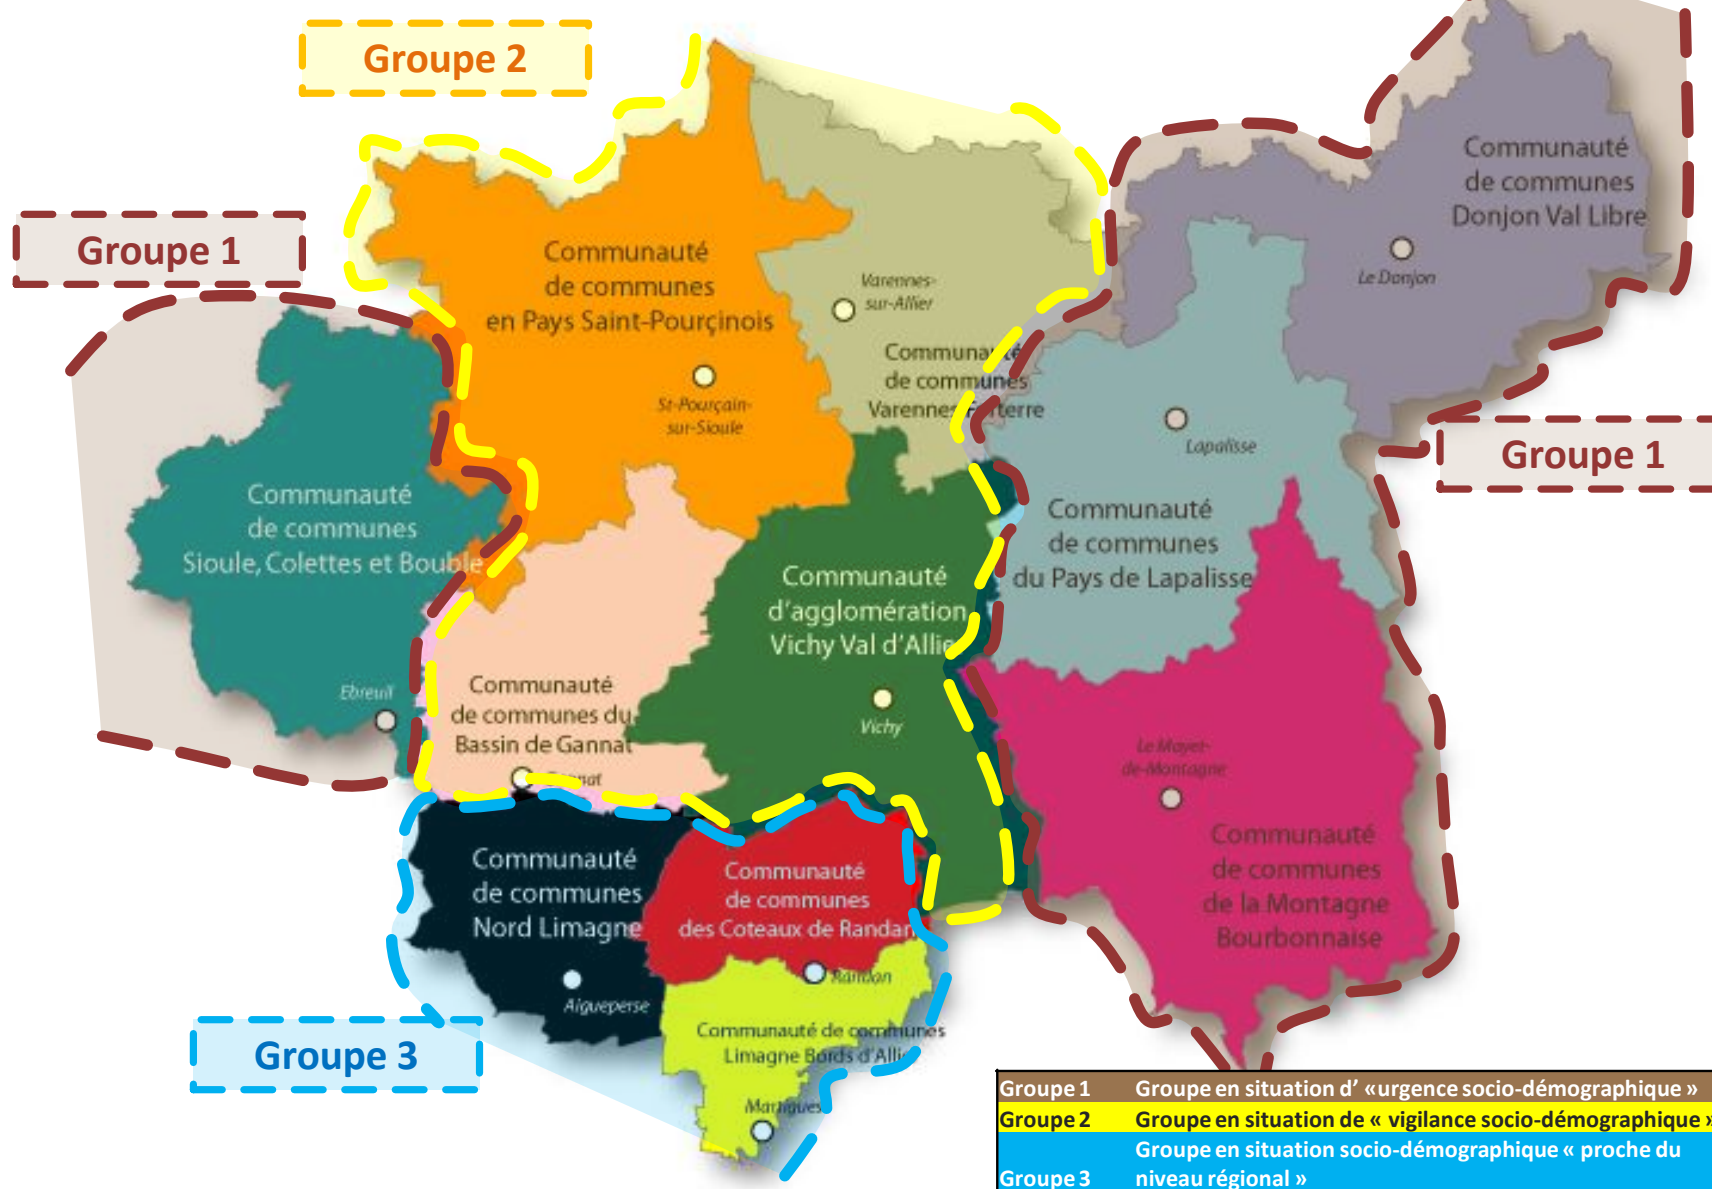 Groupe 2
Communauté
de communes
Donjon Val Libre
Le Donjon
Groupe 1
Communauté
de communes
en Pays Saint-Pourçinois
St-Pourçain-
sur-Sioule
Varennes-
sur-Allier
Communauté
de communes
Varennes Forterre
Lapalisse
Groupe 1
Communauté
de communes
Sioule, Colettes et Bouble
Ebreuil
Communauté
de communes
du Pays de Lapalisse
Communauté
d'agglomération
Vichy Val d'Allier
Vichy
Communauté
de communes du
Bassin de Gannat
Gannat
Le Mayet-
de-Montagne
Communauté
de communes
de la Montagne
Bourbonnaise
Communauté
de communes
Nord Limagne
Aigueperse
Communauté
de communes
des Coteaux de Randan
Randan
Communauté de communes
Limagne Bords d'Allier
Martigues
Groupe 3
Groupe 1 Groupe en situation d' «urgence socio-démographique »
Groupe 2 Groupe en situation de « vigilance socio-démographique »
Groupe en situation socio-démographique « proche du
Groupe 3 niveau régional »